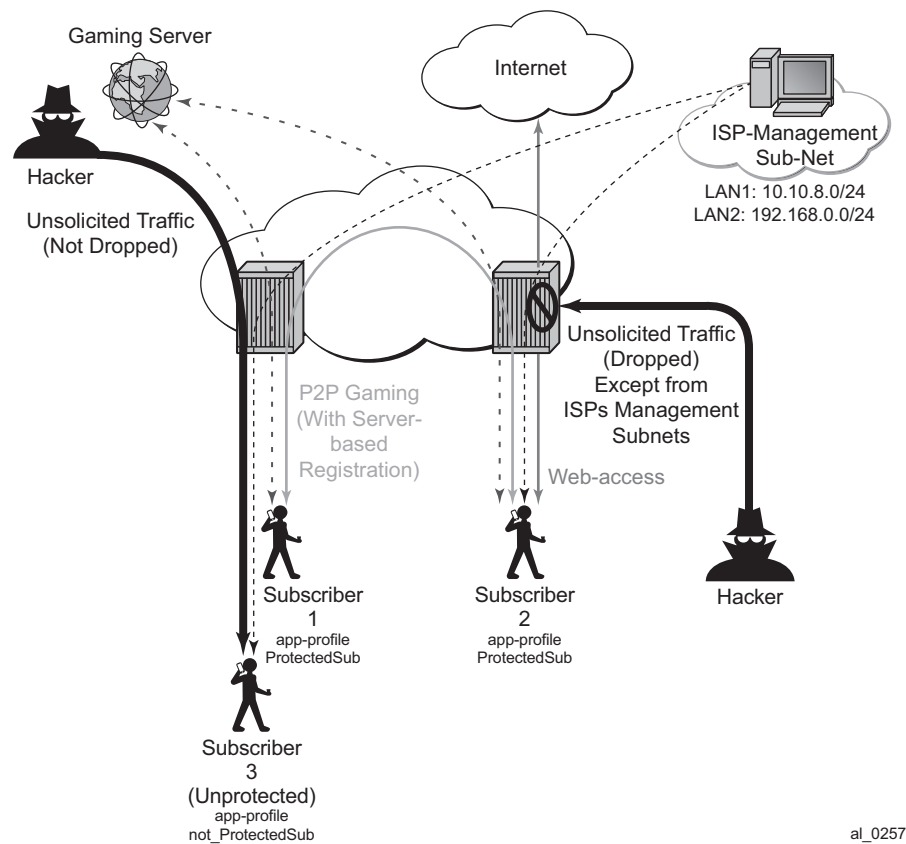 Gaming Server
Internet
ISP-Management
Sub-Net
LAN1: 10.10.8.0/24
LAN2: 192.168.0.0/24
Hacker
Unsolicited Traffic
(Not Dropped)
Unsolicited Traffic
(Dropped)
Except from
ISPs Management
Subnets
P2P Gaming
(With Server-
based
Registration)
Web-access
Hacker
Subscriber
1
app-profile
ProtectedSub
Subscriber
2
app-profile
ProtectedSub
Subscriber
3
(Unprotected)
app-profile
not_ProtectedSub
al_0257